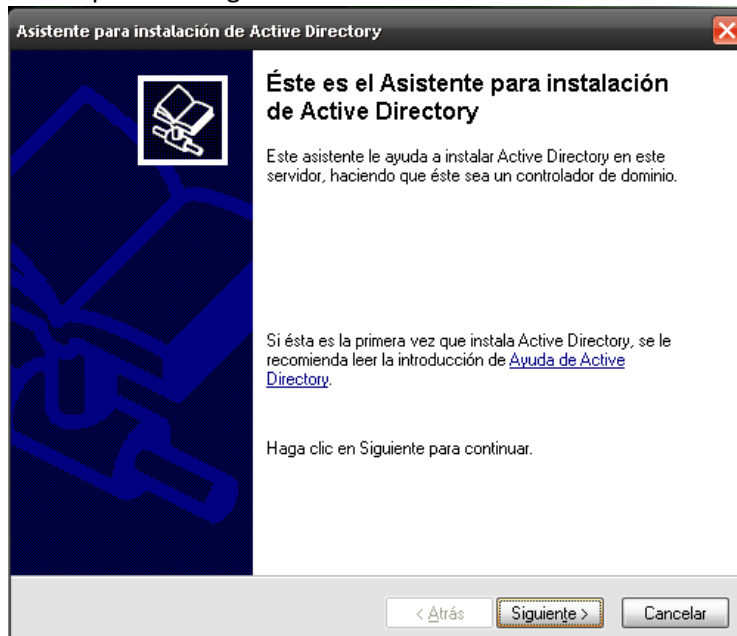 Asistente para instalación de Active Directory
Éste es el Asistente para instalación
de Active Directory
Este asistente le ayuda a instalar Active Directory en este
servidor, haciendo que éste sea un controlador de dominio.
Si ésta es la primera vez que instala Active Directory, se le
recomienda leer la introducción de Ayuda de Active
Directory.
Haga clic en Siguiente para continuar.
< Atrás Siguiente > Cancelar